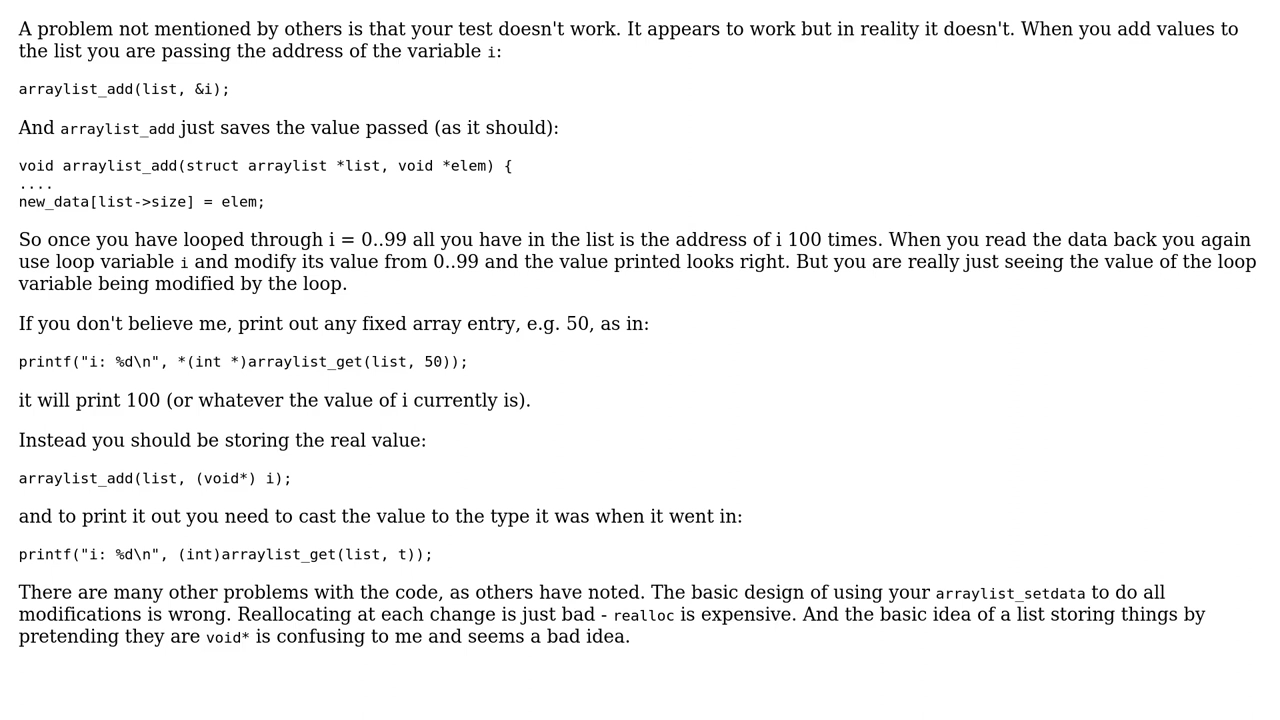 A problem not mentioned by others is that your test doesn't work. It appears to work but in reality it doesn't. When you add values to
the list you are passing the address of the variable i:
arraylist_add(list, &i);
And arraylist_add just saves the value passed (as it should):
void arraylist_add(struct arraylist *list, void *elem) {
....
new_data[list->size] = elem;
So once you have looped through i = 0..99 all you have in the list is the address of i 100 times. When you read the data back you again
use loop variable i and modify its value from 0..99 and the value printed looks right. But you are really just seeing the value of the loop
variable being modified by the loop.
If you don't believe me, print out any fixed array entry, e.g. 50, as in:
printf("i: %d\n", *(int *)arraylist_get(list, 50));
it will print 100 (or whatever the value of i currently is).
Instead you should be storing the real value:
arraylist_add(list, (void*) i);
and to print it out you need to cast the value to the type it was when it went in:
printf("i: %d\n", (int)arraylist_get(list, t));
There are many other problems with the code, as others have noted. The basic design of using your arraylist_setdata to do all
modifications is wrong. Reallocating at each change is just bad - realloc is expensive. And the basic idea of a list storing things by
pretending they are void* is confusing to me and seems a bad idea.